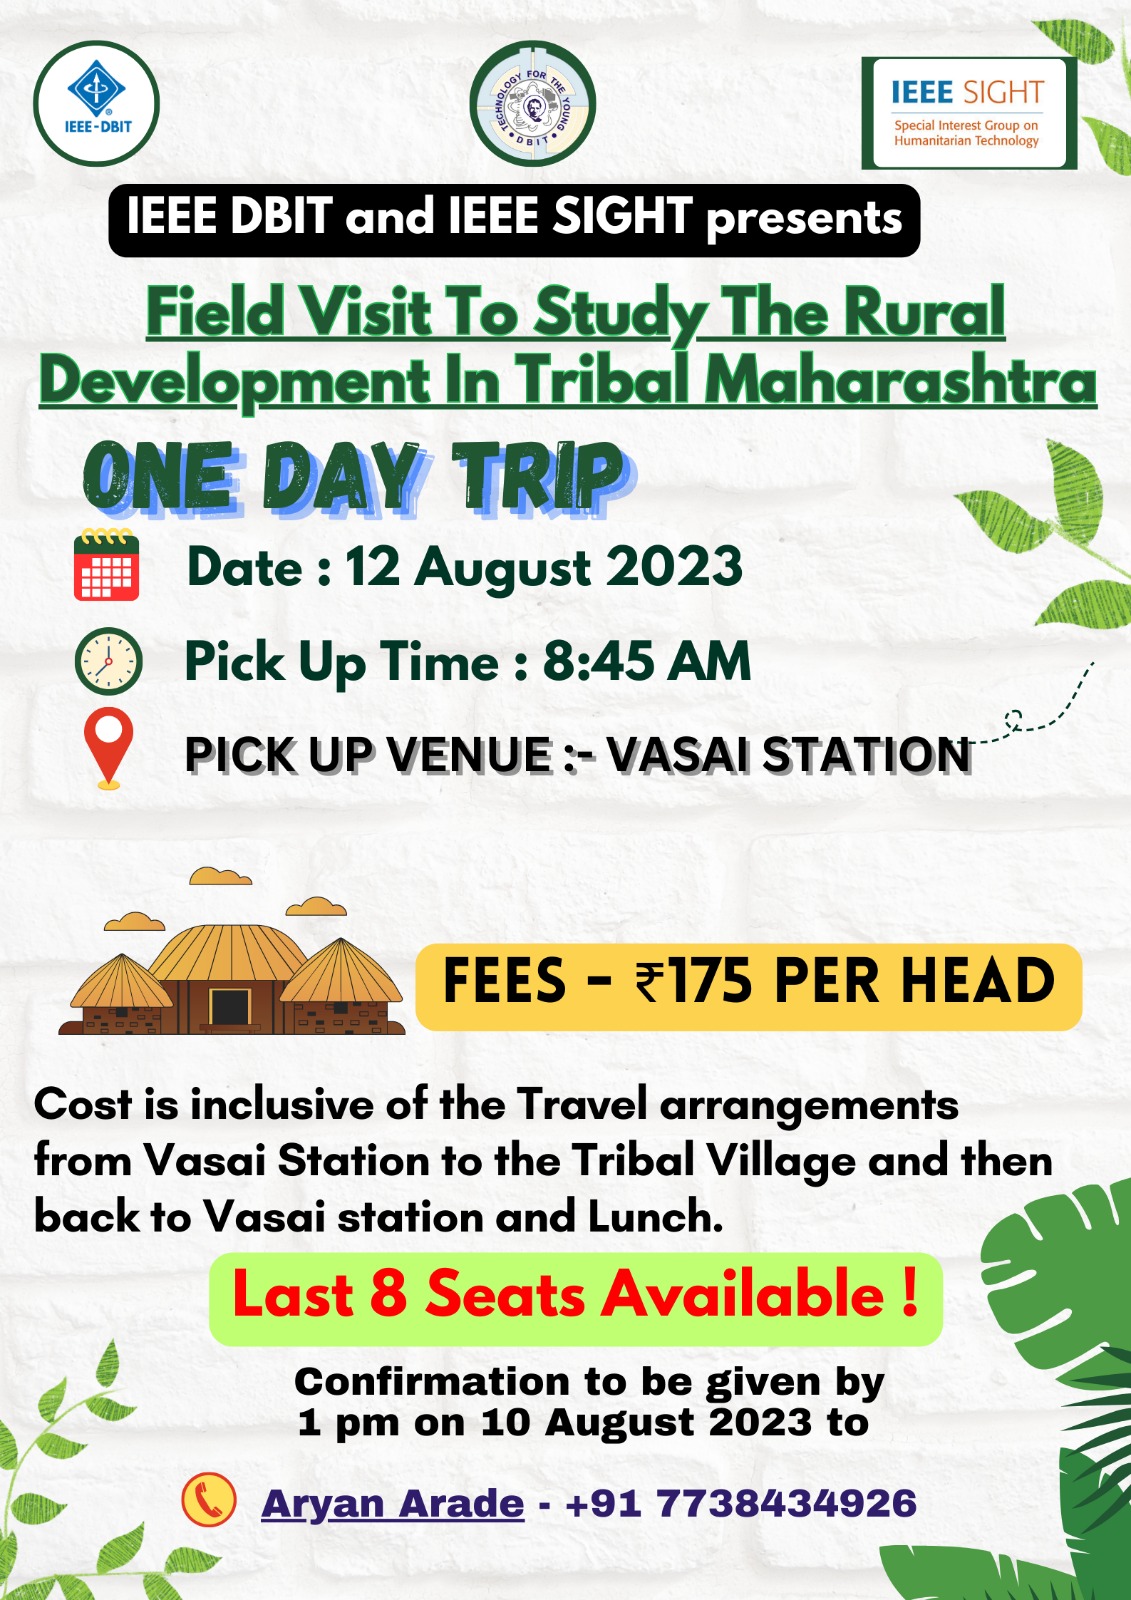 IEEE-DBIT
®
TECHNOLOGY FOR THE YOUNG
DBIT
IEEE SIGHT
Special Interest Group on
Humanitarian Technology
IEEE DBIT and IEEE SIGHT presents
Field Visit To Study The Rural
Development In Tribal Maharashtra
ONE DAY TRIP
Date : 12 August 2023
Pick Up Time : 8:45 AM
PICK UP VENUE :- VASAI STATION
FEES - ₹175 PER HEAD
Cost is inclusive of the Travel arrangements
from Vasai Station to the Tribal Village and then
back to Vasai station and Lunch.
Last 8 Seats Available !
Confirmation to be given by
1 pm on 10 August 2023 to
Aryan Arade - +91 7738434926